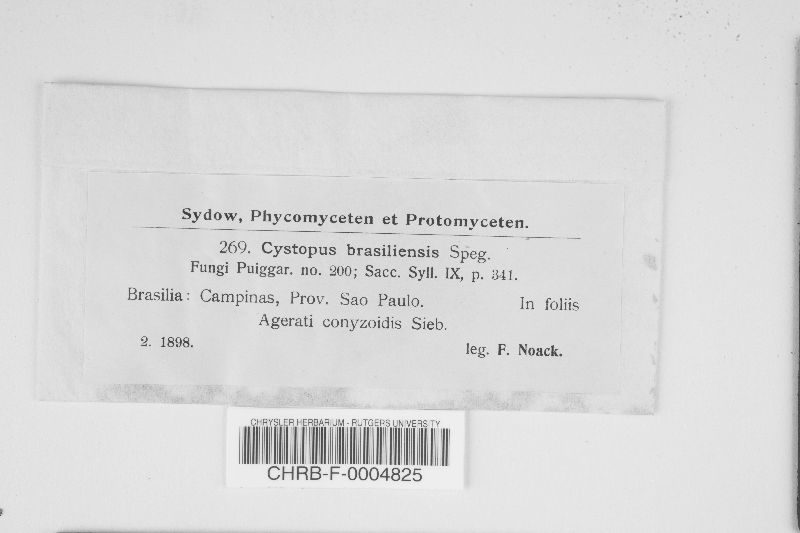 Sydow, Phycomyceten et Protomyceten.
269. Cystopus brasiliensis Speg.
Fungi Puiggar. no. 200; Sacc. Syll. IX, p. 341.
Brasilia: Campinas, Prov. Sao Paulo. In foliis
Agerati conyzoidis Sieb.
2. 1898. leg. F. Noack.
CHRYSLER HERBARIUM - RUTGERS UNIVERSITY
CHRB-F-0004825